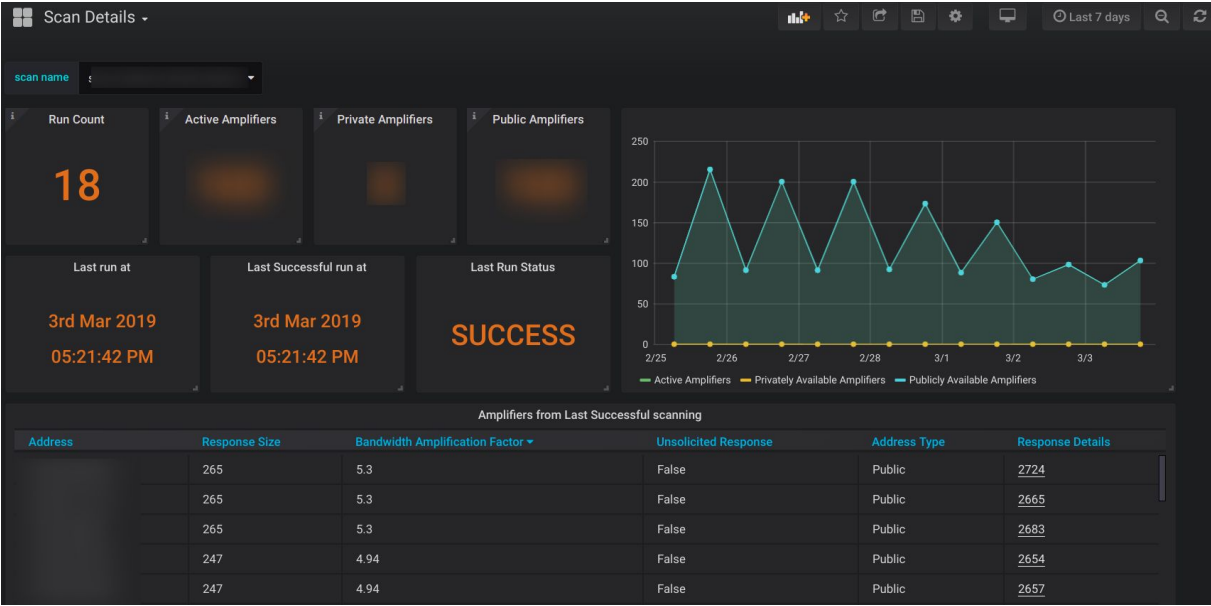 Scan Details
Last 7 days
scan name
Run Count
Active Amplifiers
Private Amplifiers
Public Amplifiers
18
Last run at
Last Successful run at
Last Run Status
3rd Mar 2019
05:21:42 PM
3rd Mar 2019
05:21:42 PM
SUCCESS
250
200
150
100
50
0
2/25 2/26 2/27 2/28 3/1 3/2 3/3
Active Amplifiers Privately Available Amplifiers Publicly Available Amplifiers
Amplifiers from Last Successful scanning
Address Response Size Bandwidth Amplification Factor Unsolicited Response Address Type Response Details
265 5.3 False Public 2724
265 5.3 False Public 2665
265 5.3 False Public 2683
247 4.94 False Public 2654
247 4.94 False Public 2657